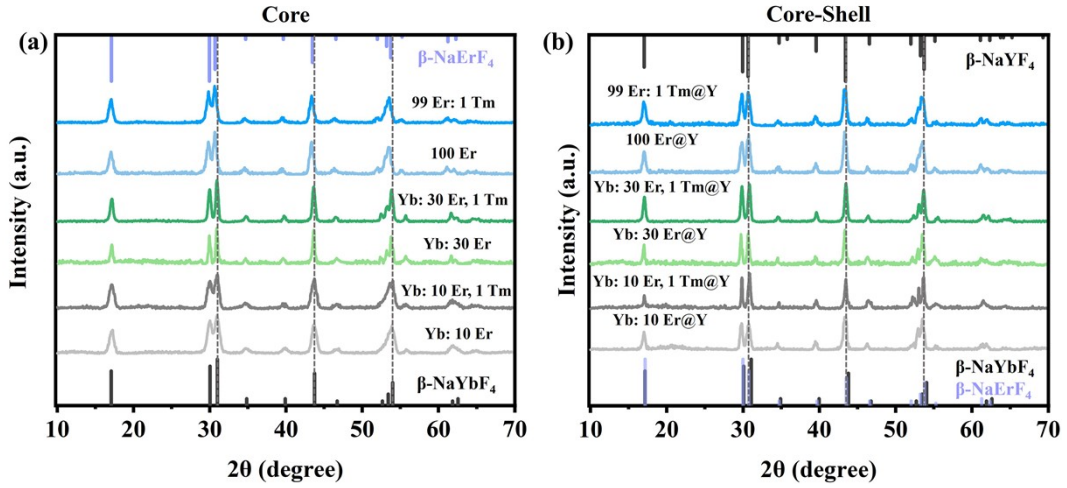 Core
(a)
β-NaErF₄
99 Er: 1 Tm
100 Er
Yb: 30 Er, 1 Tm
Yb: 30 Er
Yb: 10 Er, 1 Tm
Yb: 10 Er
β-NaYbF₄
Intensity (a.u.)
10 20 30 40 50 60 70
2θ (degree)
Core-Shell
(b)
β-NaYF₄
99 Er: 1 Tm@Y
100 Er@Y
Yb: 30 Er, 1 Tm@Y
Yb: 30 Er@Y
Yb: 10 Er, 1 Tm@Y
Yb: 10 Er@Y
β-NaYbF₄
β-NaErF₄
Intensity (a.u.)
10 20 30 40 50 60 70
2θ (degree)